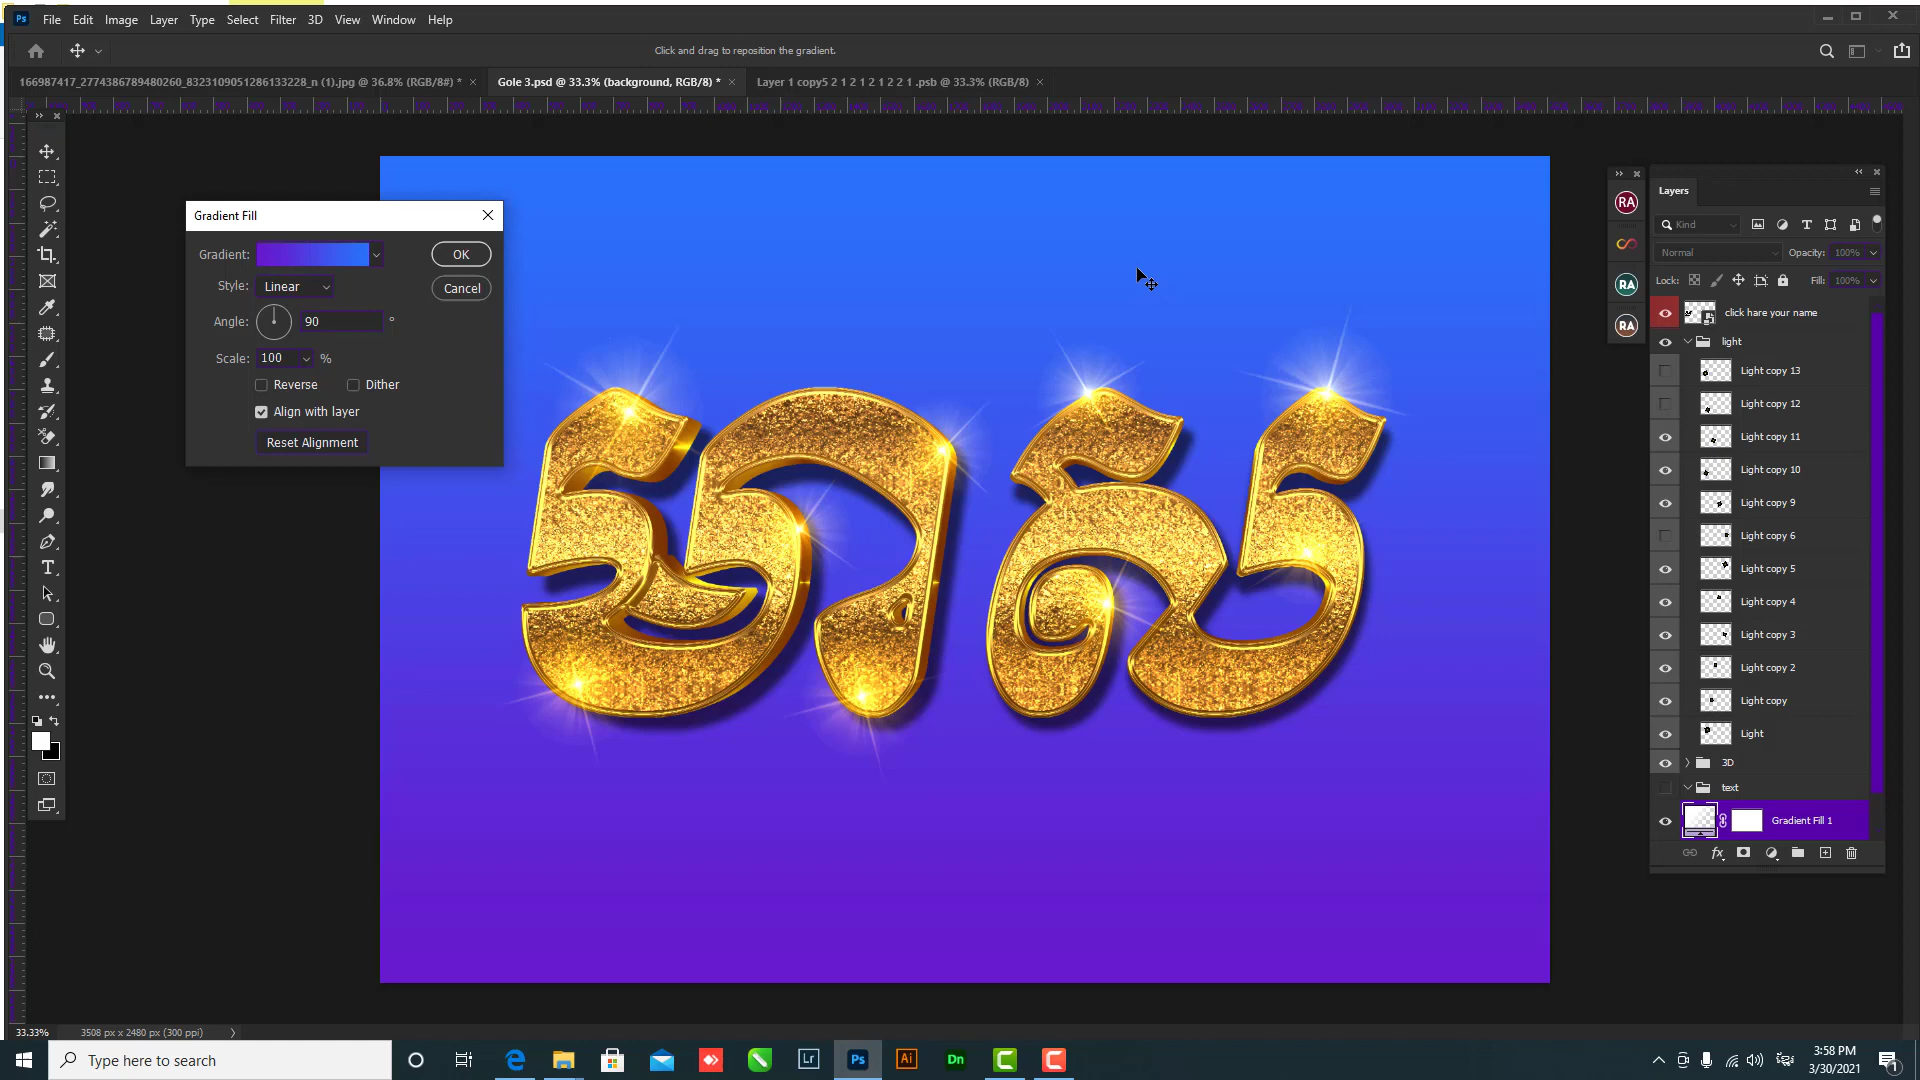 File Edit Image Layer Type Select Filter 3D View Window Help
Click and drag to reposition the gradient.
166987417_2774386789480260_8323109051286133228_n (1).jpg @ 36.8% (RGB/8#) *
Gole 3.psd @ 33.3% (background, RGB/8) *
Layer 1 copy5 2 1 2 1 2 1 2 2 1 .psb @ 33.3% (RGB/8)
Gradient Fill
Gradient:
OK
Style: Linear
Cancel
Angle: 90 °
Scale: 100 %
Reverse
Dither
Align with layer
Reset Alignment
Layers
Kind
Normal
Opacity: 100%
Lock:
Fill: 100%
click hare your name
light
Light copy 13
Light copy 12
Light copy 11
Light copy 10
Light copy 9
Light copy 6
Light copy 5
Light copy 4
Light copy 3
Light copy 2
Light copy
Light
3D
text
Gradient Fill 1
RA
RA
RA
33.33%
3508 px x 2480 px (300 ppi)
Type here to search
Lr
Ps
Ai
Dn
3:58 PM
3/30/2021